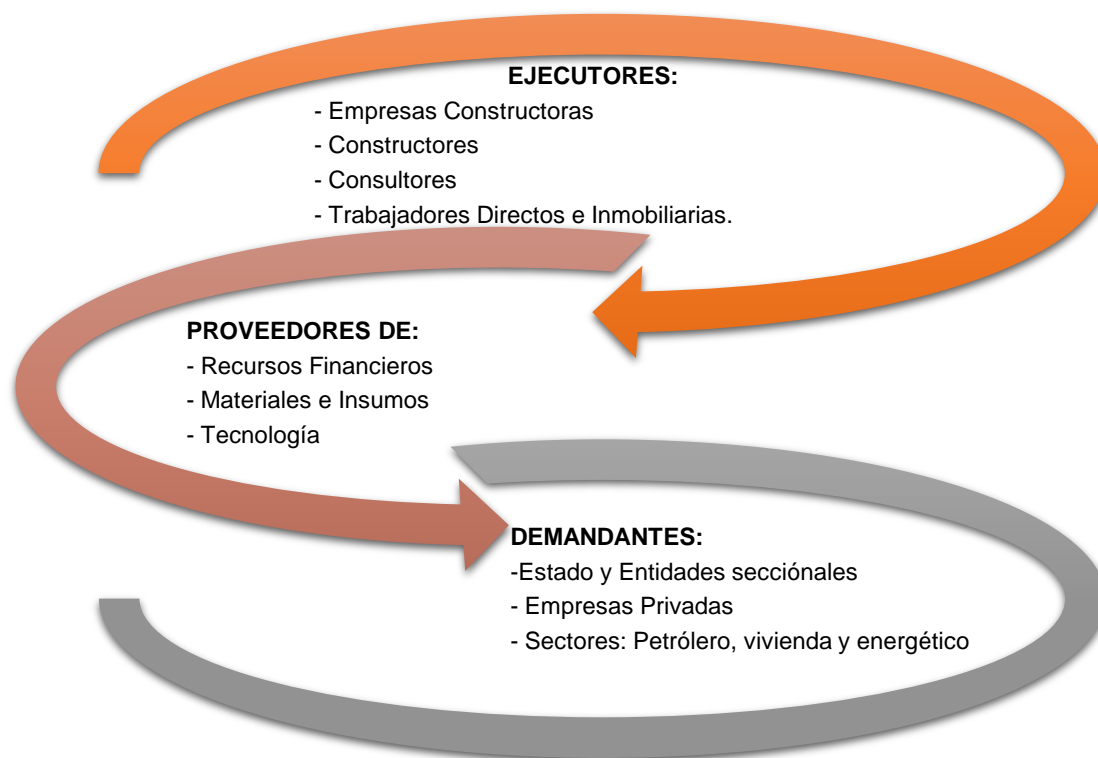 EJECUTORES:
- Empresas Constructoras
- Constructores
- Consultores
- Trabajadores Directos e Inmobiliarias.
PROVEEDORES DE:
- Recursos Financieros
- Materiales e Insumos
- Tecnología
DEMANDANTES:
-Estado y Entidades secciónales
- Empresas Privadas
- Sectores: Petrólero, vivienda y energético